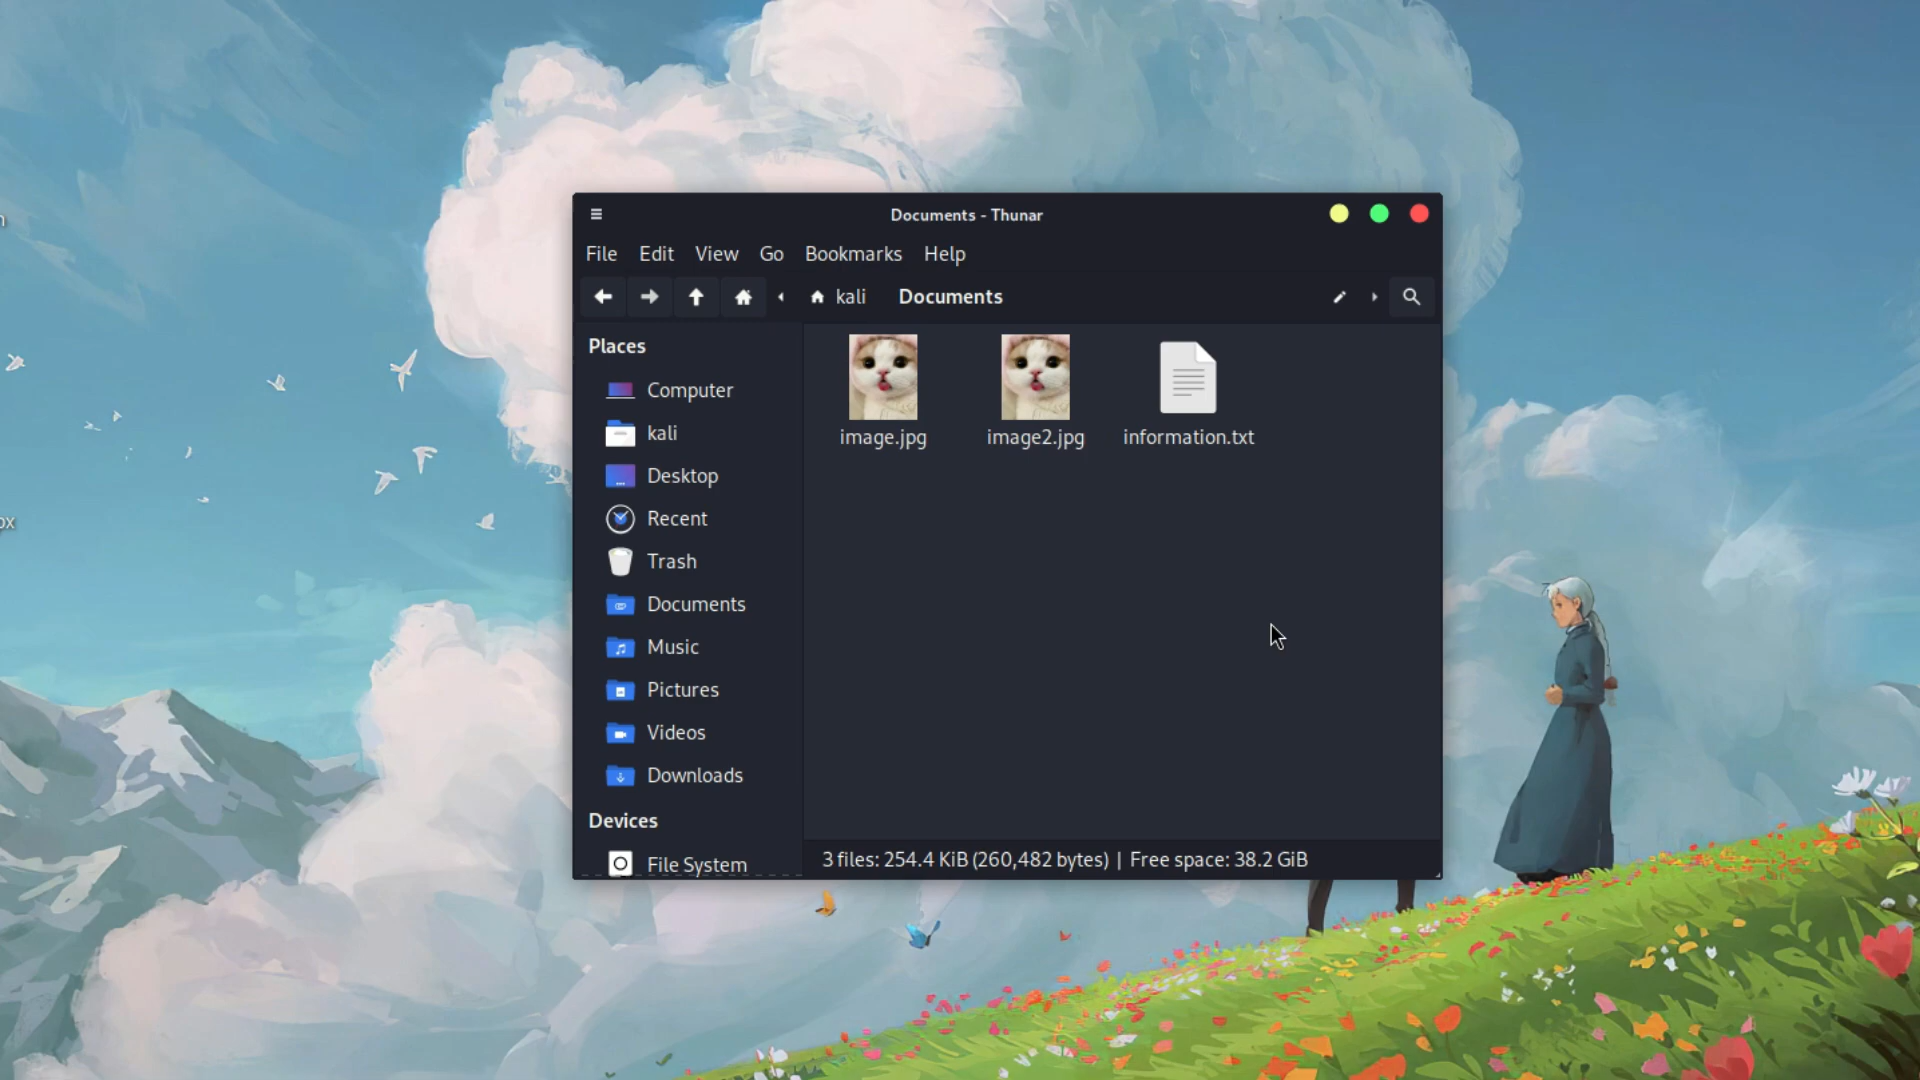 Documents - Thunar
File Edit View Go Bookmarks Help
kali Documents
Places
Computer
kali
Desktop
Recent
Trash
Documents
Music
Pictures
Videos
Downloads
Devices
File System
image.jpg image2.jpg information.txt
3 files: 254.4 KiB (260,482 bytes) | Free space: 38.2 GiB